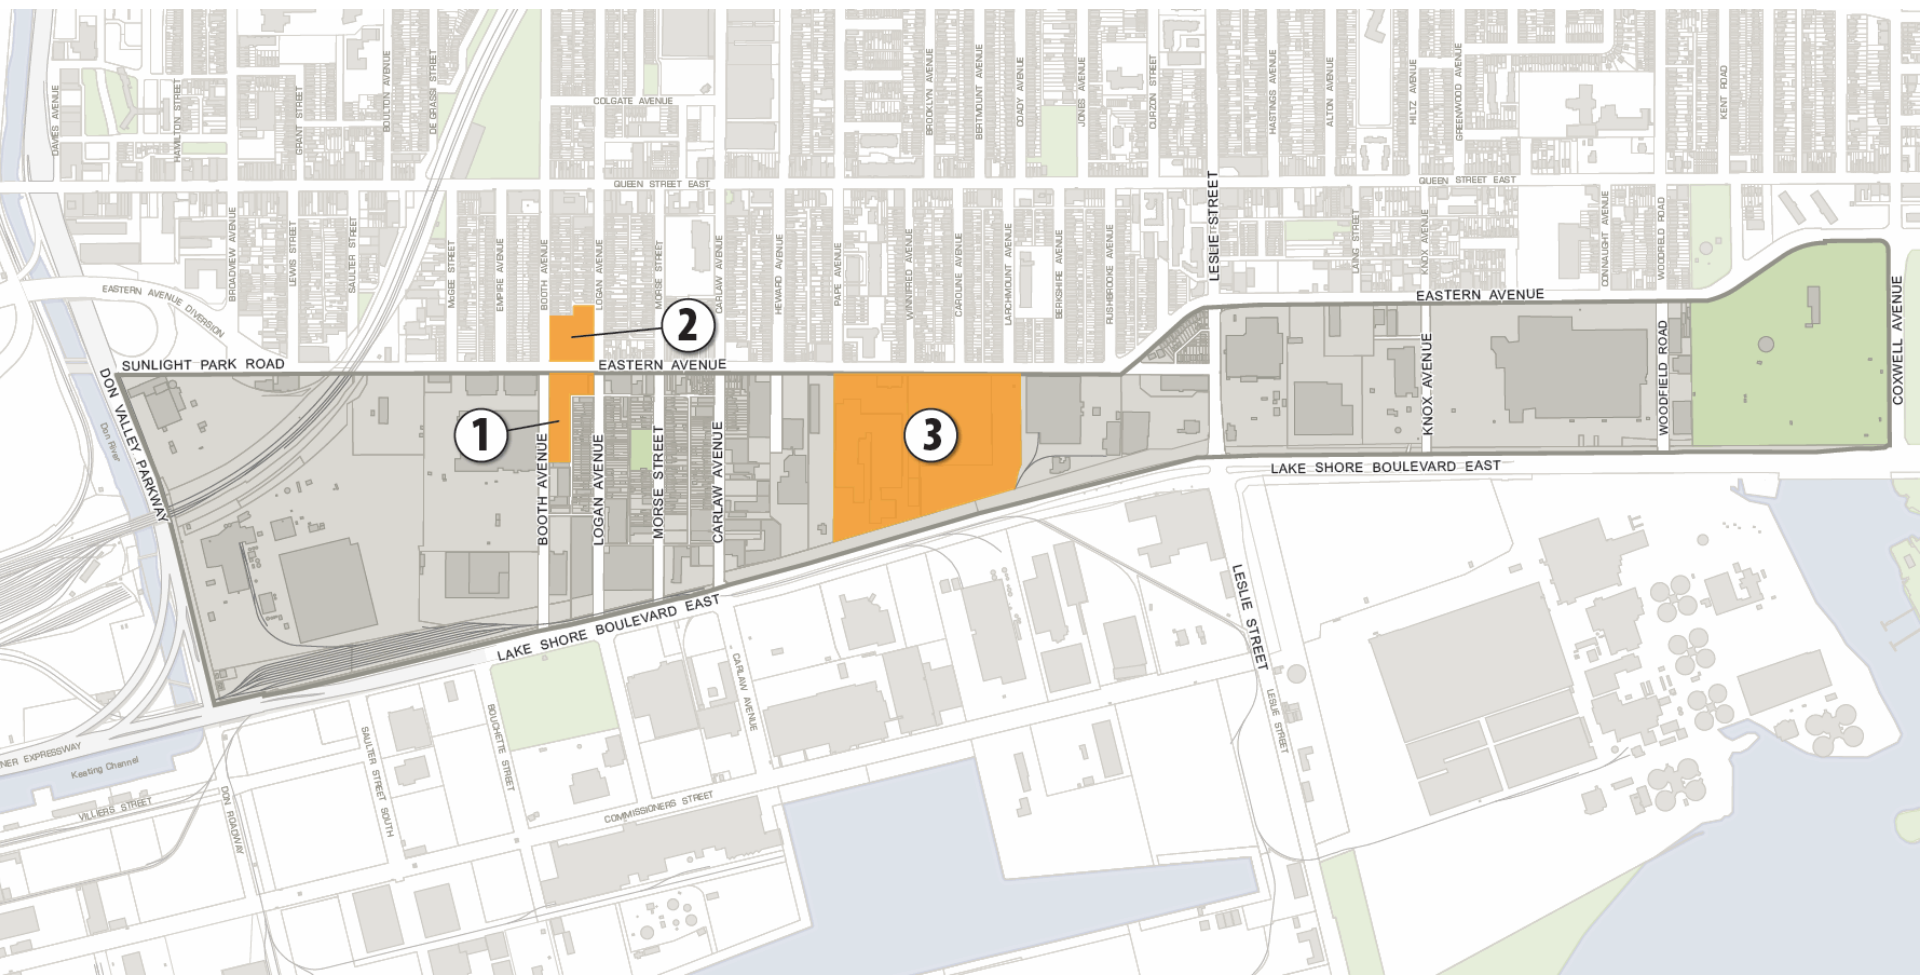 COLGATE AVENUE
DAVIES AVENUE
HAMILTON STREET
GRANT STREET
BOULTON AVENUE
DE GRASSI STREET
BROOKLYN AVENUE
BERTMOUNT AVENUE
COADY AVENUE
JONES AVENUE
CURZON STREET
HASTINGS AVENUE
ALTON AVENUE
HILTZ AVENUE
GREENWOOD AVENUE
KENT ROAD
QUEEN STREET EAST
QUEEN STREET EAST
BROADVIEW AVENUE
LEWIS STREET
SAULTER STREET
McGEE STREET
EMPIRE AVENUE
BOOTH AVENUE
LOGAN AVENUE
MORSE STREET
CARLAW AVENUE
HEWARD AVENUE
PAPE AVENUE
WINNIFRED AVENUE
CAROLINE AVENUE
LARCHMOUNT AVENUE
BERKSHIRE AVENUE
RUSHBROOKE AVENUE
LESLIE STREET
LAING STREET
KNOX AVENUE
CONNAUGHT AVENUE
WOODFIELD ROAD
EASTERN AVENUE DIVERSION
EASTERN AVENUE
COXWELL AVENUE
2
SUNLIGHT PARK ROAD
EASTERN AVENUE
DON VALLEY PARKWAY
Don River
1
3
BOOTH AVENUE
LOGAN AVENUE
MORSE STREET
CARLAW AVENUE
KNOX AVENUE
WOODFIELD ROAD
LAKE SHORE BOULEVARD EAST
LAKE SHORE BOULEVARD EAST
LESLIE STREET
LESLIE STREET
CARLAW AVENUE
BOUCHETTE STREET
SAULTER STREET SOUTH
NER EXPRESSWAY
Keating Channel
VILLIERS STREET
DON ROADWAY
COMMISSIONERS STREET